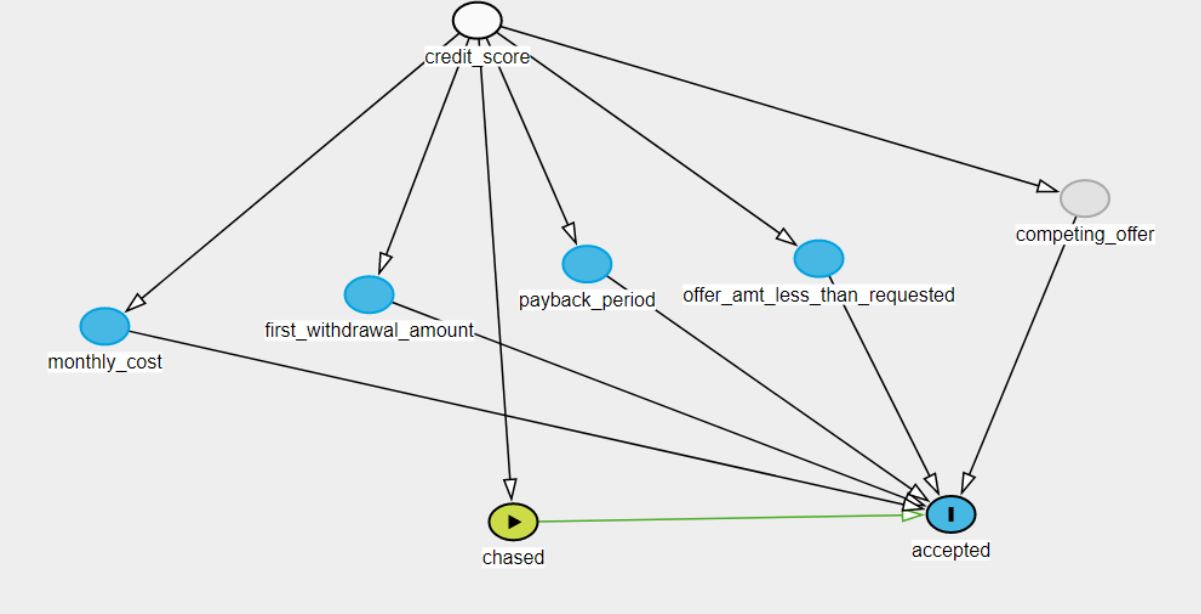 credit_score
competing_offer
payback_period
offer_amt_less_than_requested
first_withdrawal_amount
monthly_cost
chased
accepted